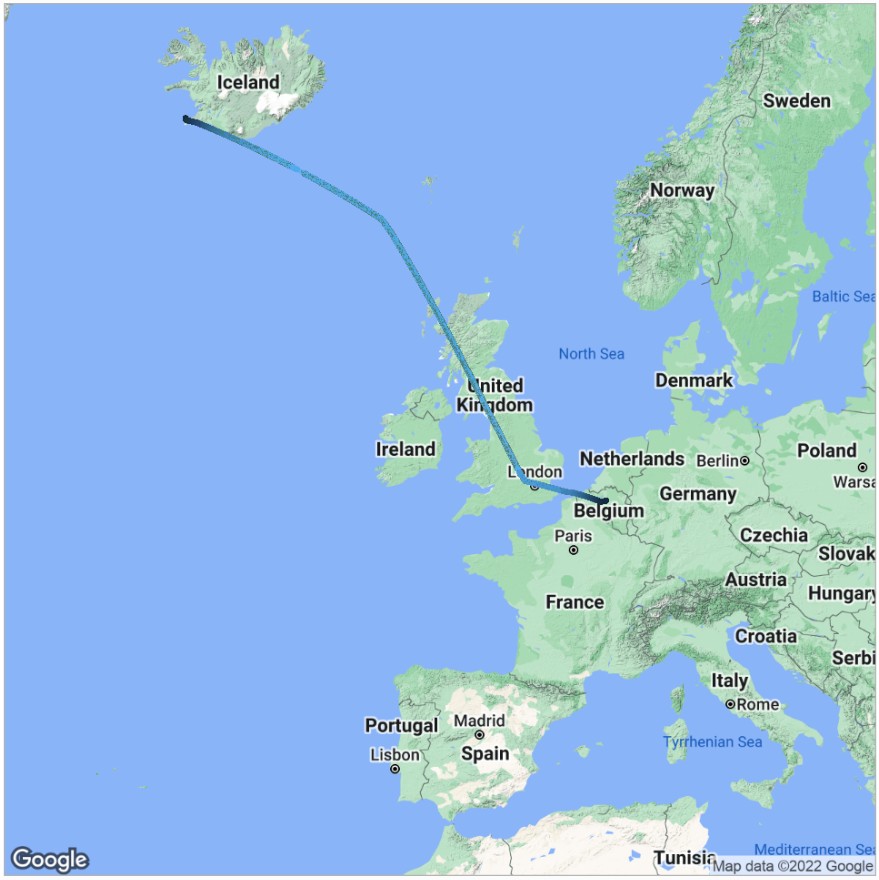 Iceland
Sweden
Norway
Baltic Sea
North Sea
Denmark
United
Kingdom
Ireland
Netherlands
Berlin
Poland
London
Warsa
Germany
Belgium
Paris
Czechia
Slovak
Austria
France
Hungary
Croatia
Serbi
Italy
Rome
Portugal
Madrid
Tyrrhenian Sea
Spain
Lisbon
Mediterranean Sea
Tunisia
Google
Map data ©2022 Google